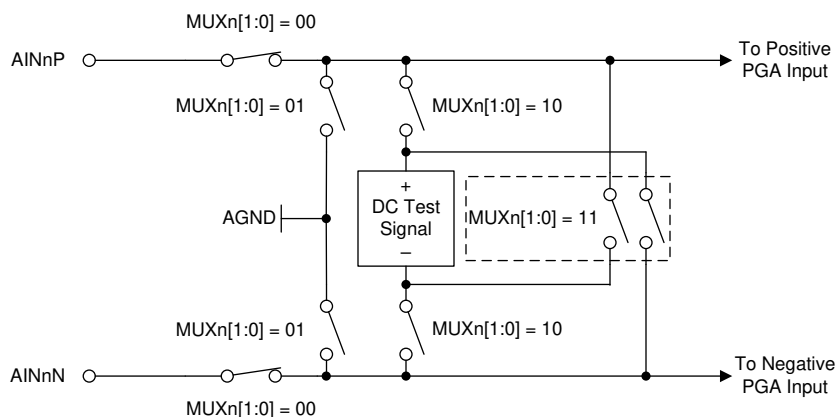 MUXn[1:0] = 00
AINnP
To Positive
PGA Input
MUXn[1:0] = 01
MUXn[1:0] = 10
+
DC Test
Signal
–
AGND
MUXn[1:0] = 11
MUXn[1:0] = 01
MUXn[1:0] = 10
AINnN
To Negative
PGA Input
MUXn[1:0] = 00